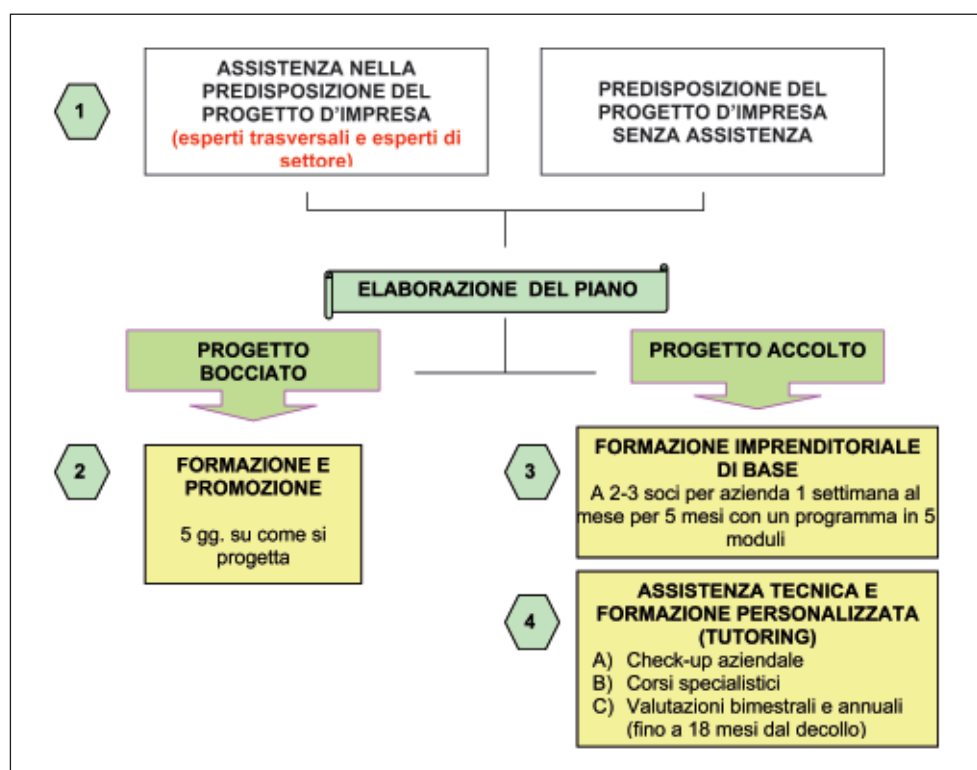 1
ASSISTENZA NELLA
PREDISPOSIZIONE DEL
PROGETTO D'IMPRESA
(esperti trasversali e esperti di
settore)
PREDISPOSIZIONE DEL
PROGETTO D'IMPRESA
SENZA ASSISTENZA
ELABORAZIONE DEL PIANO
PROGETTO
BOCCIATO
PROGETTO ACCOLTO
2
FORMAZIONE E
PROMOZIONE
5 gg. su come si
progetta
3
FORMAZIONE IMPRENDITORIALE
DI BASE
A 2-3 soci per azienda 1 settimana al
mese per 5 mesi con un programma in 5
moduli
4
ASSISTENZA TECNICA E
FORMAZIONE PERSONALIZZATA
(TUTORING)
A) Check-up aziendale
B) Corsi specialistici
C) Valutazioni bimestrali e annuali
(fino a 18 mesi dal decollo)